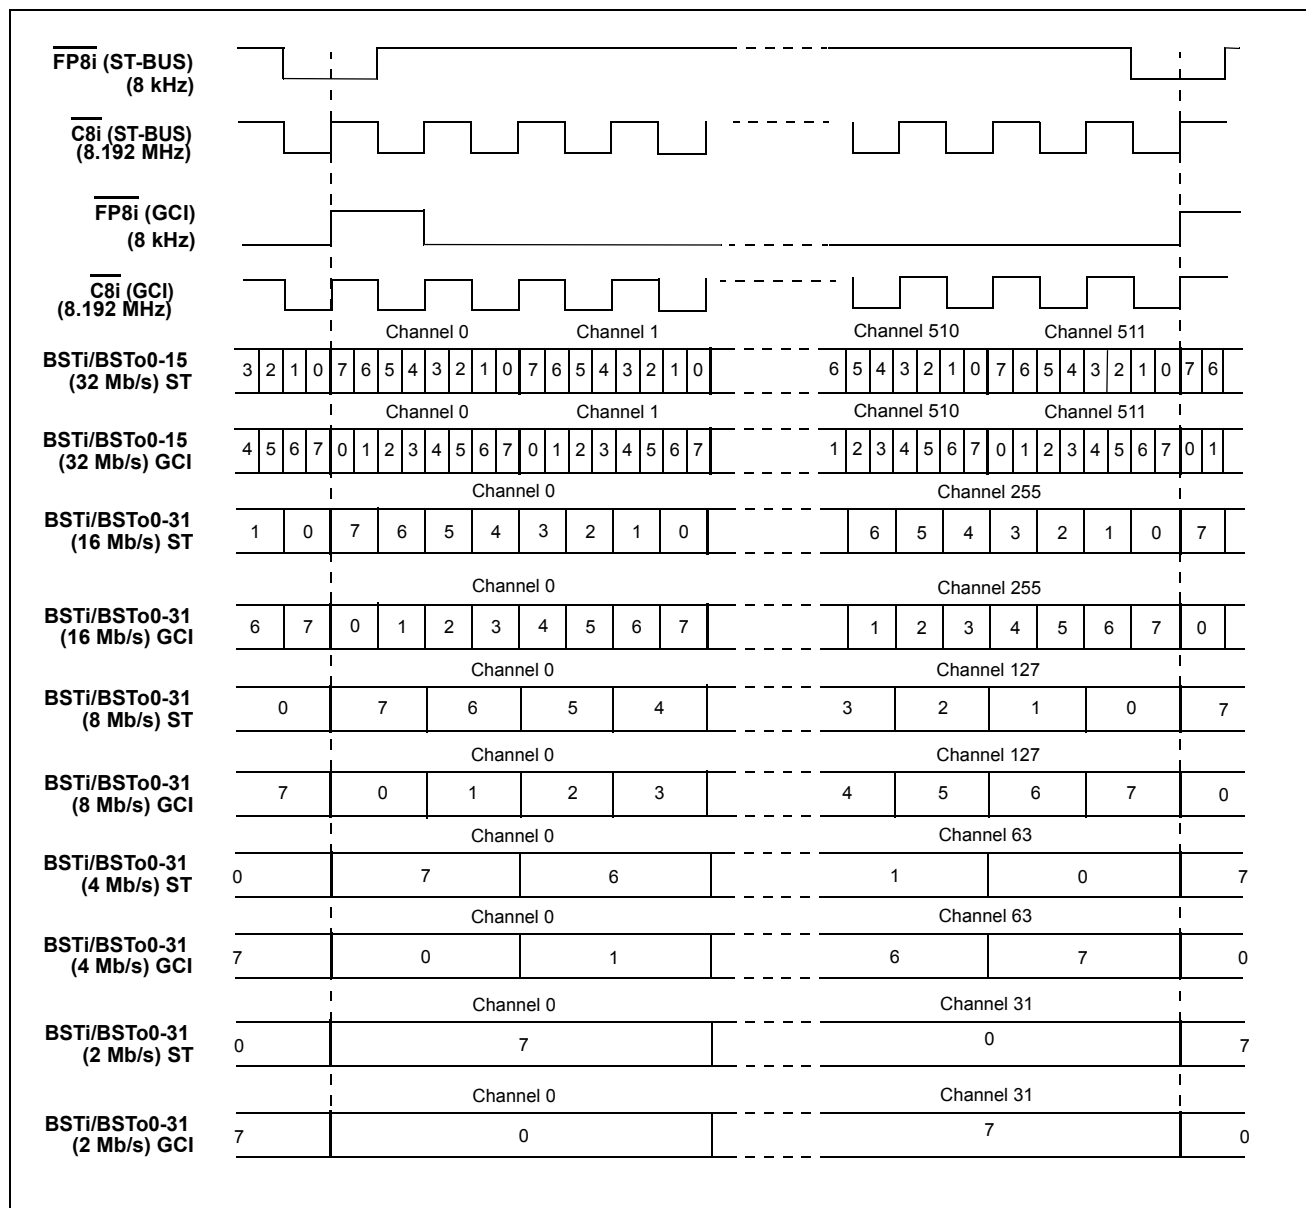 FP8i (ST-BUS)
(8 kHz)
C8i (ST-BUS)
(8.192 MHz)
FP8i (GCI)
(8 kHz)
C8i (GCI)
(8.192 MHz)
Channel 0 Channel 1 Channel 510 Channel 511
BSTi/BSTo0-15
(32 Mb/s) ST
3 2 1 0 7 6 5 4 3 2 1 0 7 6 5 4 3 2 1 0 6 5 4 3 2 1 0 7 6 5 4 3 2 1 0 7 6
Channel 0 Channel 1 Channel 510 Channel 511
BSTi/BSTo0-15
(32 Mb/s) GCI
4 5 6 7 0 1 2 3 4 5 6 7 0 1 2 3 4 5 6 7 1 2 3 4 5 6 7 0 1 2 3 4 5 6 7 0 1
Channel 0 Channel 255
BSTi/BSTo0-31
(16 Mb/s) ST
1 0 7 6 5 4 3 2 1 0 6 5 4 3 2 1 0 7
Channel 0 Channel 255
BSTi/BSTo0-31
(16 Mb/s) GCI
6 7 0 1 2 3 4 5 6 7 1 2 3 4 5 6 7 0
Channel 0 Channel 127
BSTi/BSTo0-31
(8 Mb/s) ST
0 7 6 5 4 3 2 1 0 7
Channel 0 Channel 127
BSTi/BSTo0-31
(8 Mb/s) GCI
7 0 1 2 3 4 5 6 7 0
Channel 0 Channel 63
BSTi/BSTo0-31
(4 Mb/s) ST
0 7 6 1 0 7
Channel 0 Channel 63
BSTi/BSTo0-31
(4 Mb/s) GCI
7 0 1 6 7 0
Channel 0 Channel 31
BSTi/BSTo0-31
(2 Mb/s) ST
0 7 0 7
Channel 0 Channel 31
BSTi/BSTo0-31
(2 Mb/s) GCI
7 0 7 0